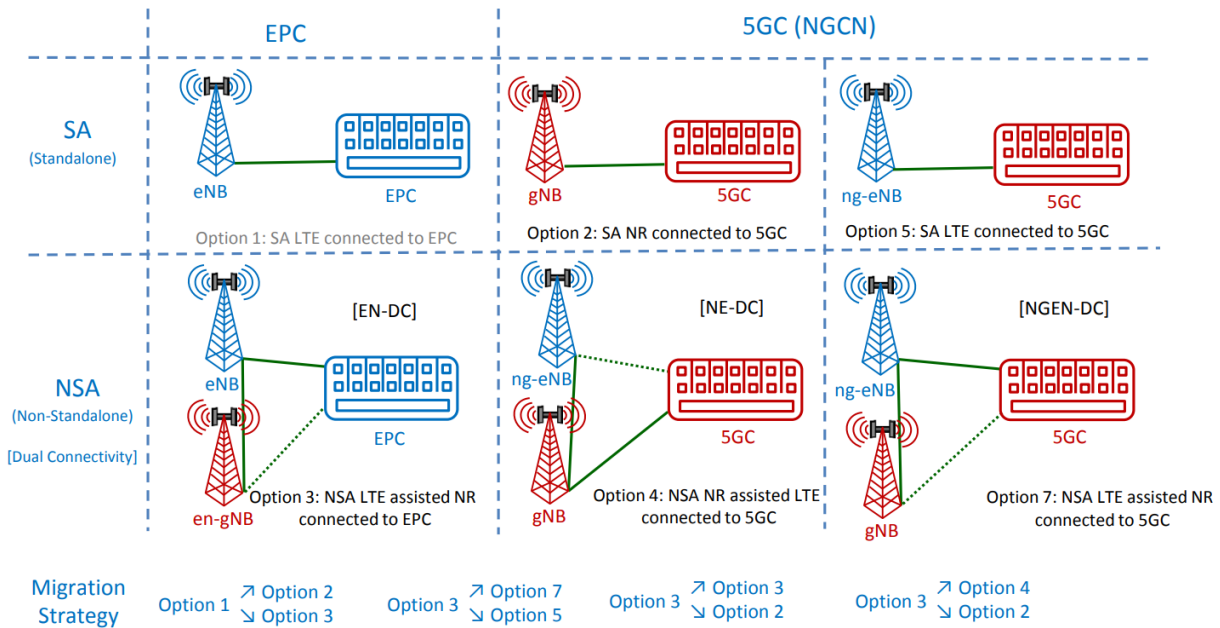 EPC
5GC (NGCN)
SA
(Standalone)
eNB
EPC
Option 1: SA LTE connected to EPC
gNB
5GC
Option 2: SA NR connected to 5GC
ng-eNB
5GC
Option 5: SA LTE connected to 5GC
NSA
(Non-Standalone)
[Dual Connectivity]
[EN-DC]
eNB
EPC
en-gNB
Option 3: NSA LTE assisted NR
connected to EPC
[NE-DC]
ng-eNB
5GC
gNB
Option 4: NSA NR assisted LTE
connected to 5GC
[NGEN-DC]
ng-eNB
5GC
gNB
Option 7: NSA LTE assisted NR
connected to 5GC
Migration
Strategy
Option 1
↗ Option 2
↘ Option 3
Option 3
↗ Option 7
↘ Option 5
Option 3
↗ Option 3
↘ Option 2
Option 3
↗ Option 4
↘ Option 2